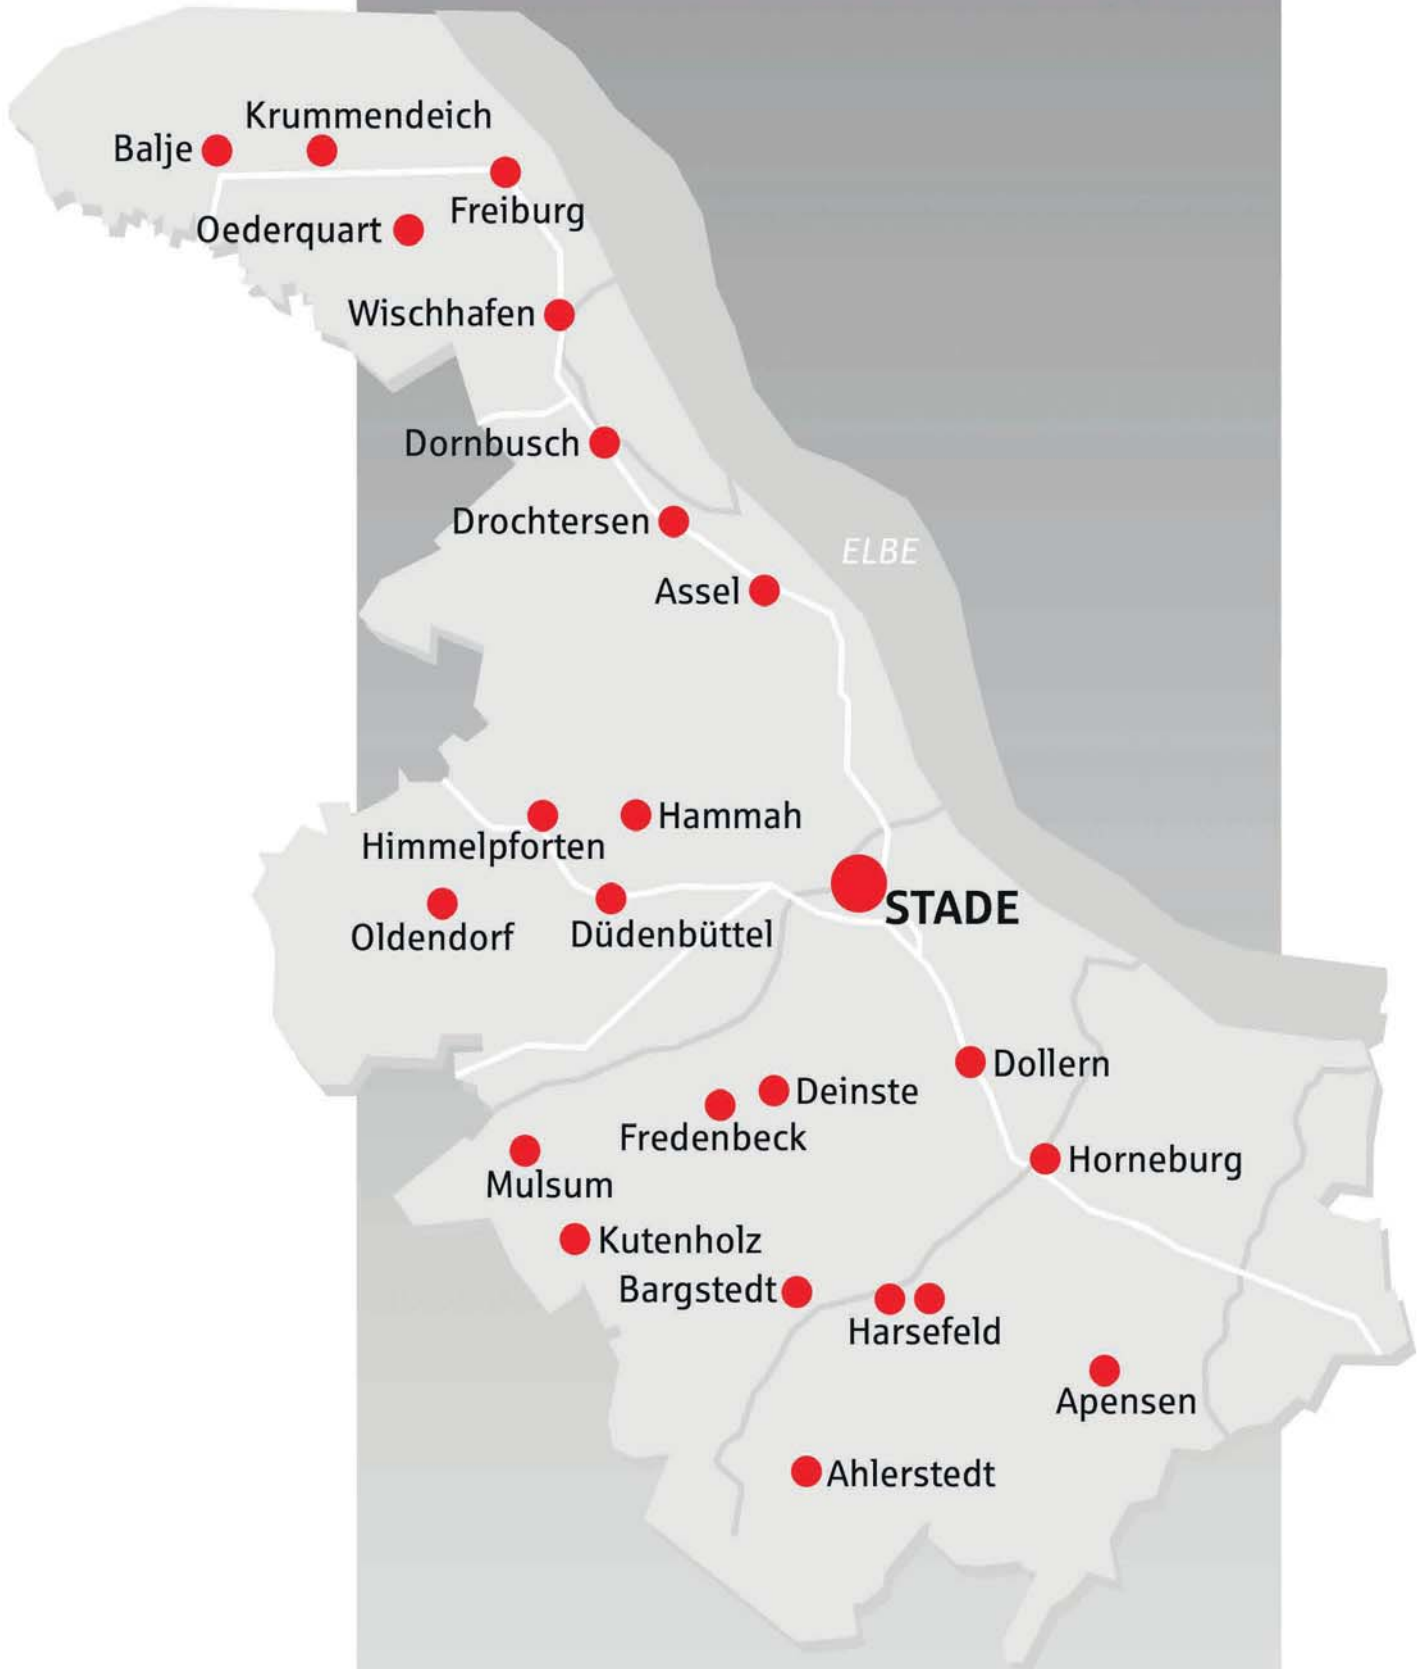 Krummendeich
Balje
Freiburg
Oederquart
Wischhafen
Dornbusch
Drochtersen
ELBE
Assel
Hammah
Himmelpforten
STADE
Oldendorf
Düdenbüttel
Dollern
Deinste
Fredenbeck
Horneburg
Mulsum
Kutenholz
Bargstedt
Harsefeld
Apensen
Ahlerstedt